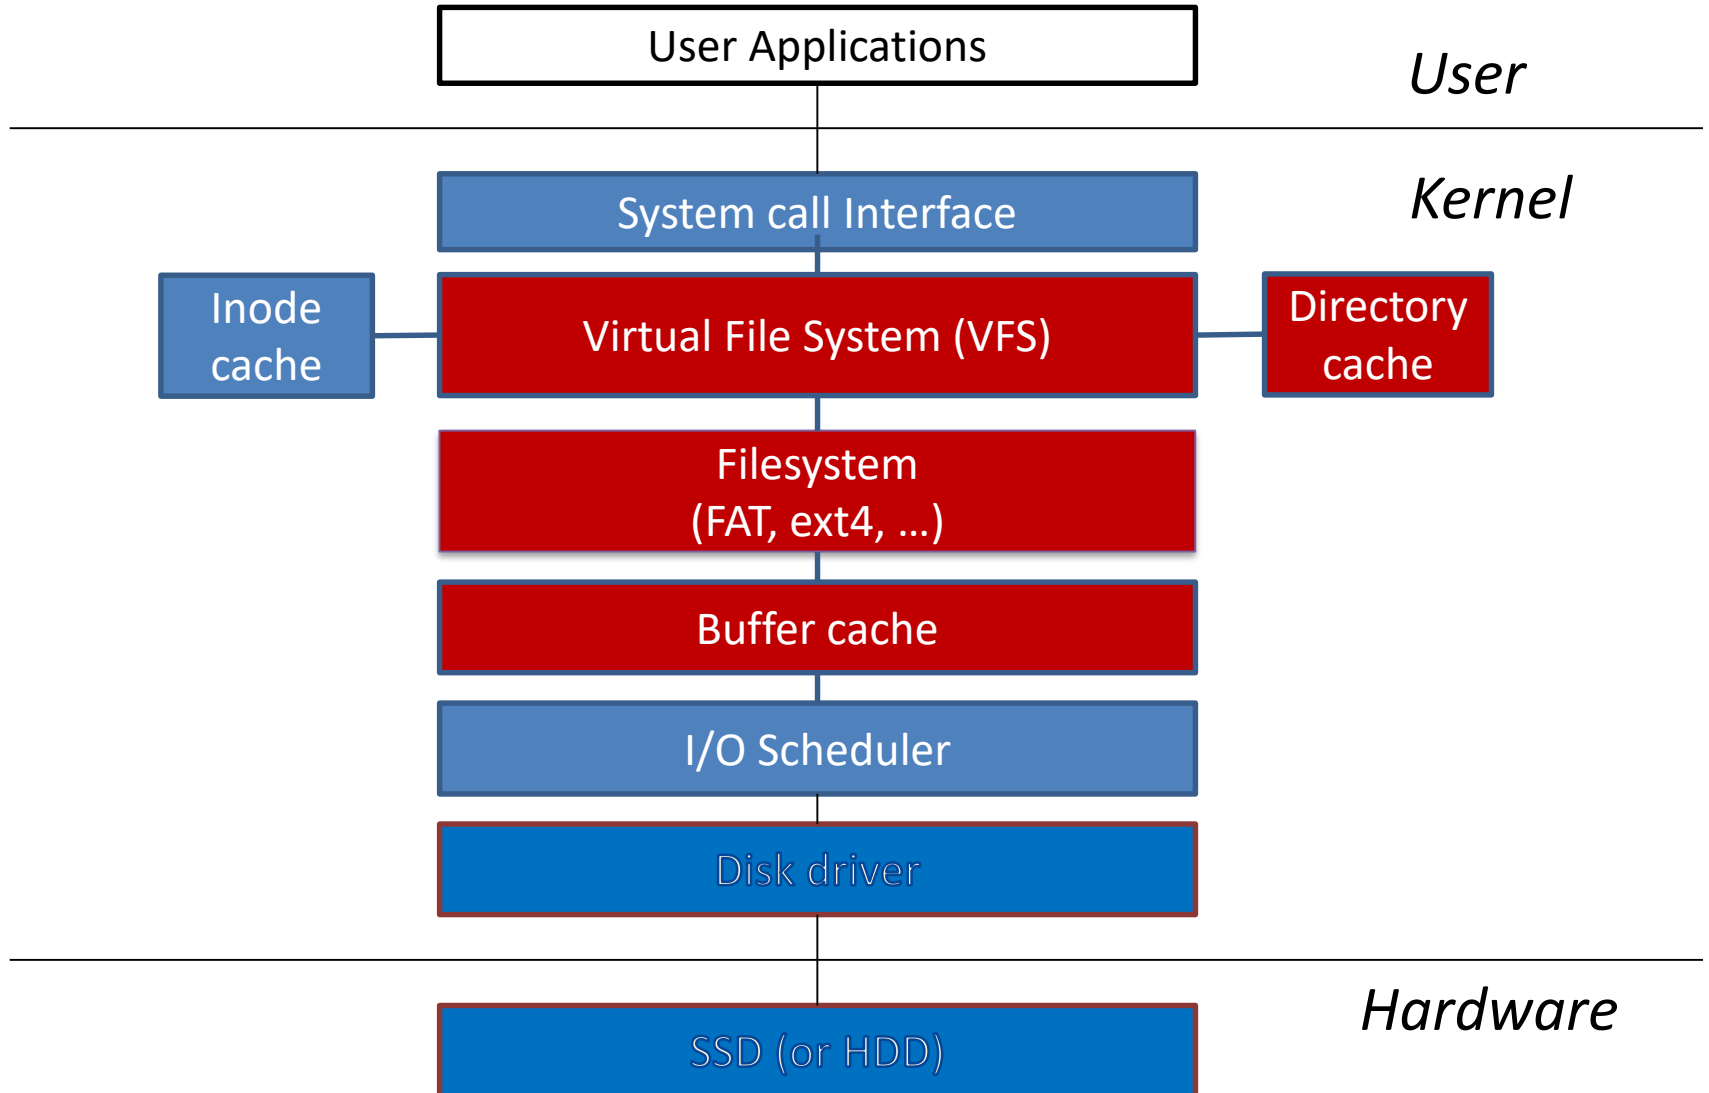 User Applications
User
System call Interface
Kernel
Inode
cache
Virtual File System (VFS)
Directory
cache
Filesystem
(FAT, ext4, …)
Buffer cache
I/O Scheduler
Disk driver
Hardware
SSD (or HDD)